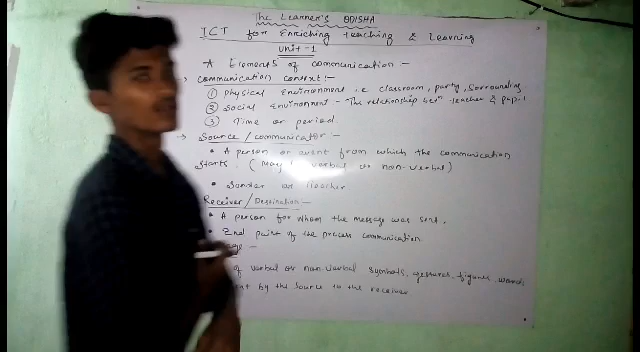 The Learner's ODISHA
ICT for Enriching teaching & Learning
Unit-1
A Elements of communication :-
Communication context :-
① Physical Environment i.e classroom, party, sorrounding
② Social Environment - The relationship betn teacher & pupil
③ Time or period
→ Source / communicator :-
• A person or event from which the communication
starts. (may verbal or non-verbal)
• Sender or Teacher
Receiver / Destination :-
• A person for whom the message was sent.
• 2nd point of the process communication.
of verbal or non verbal symbols, gestures, figures, words
by the source to the receiver